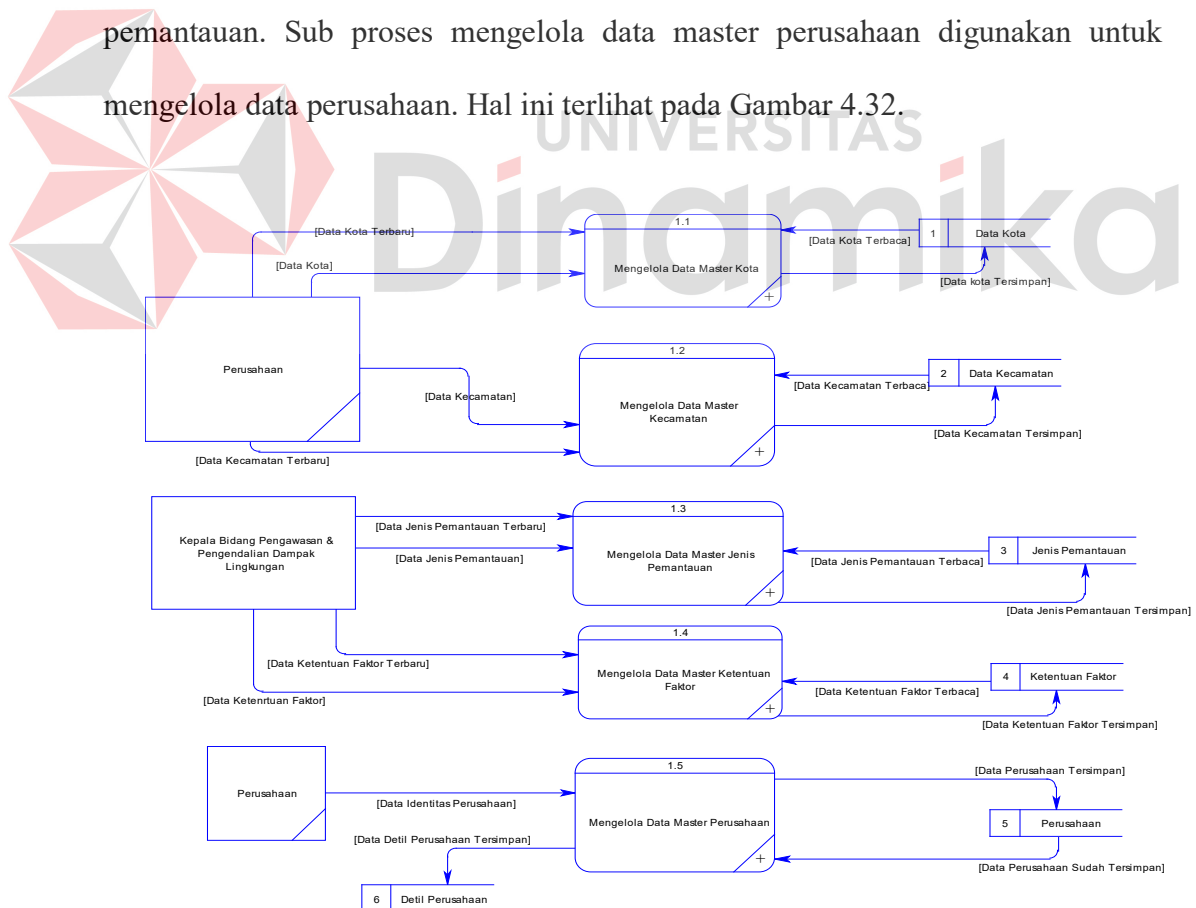 pemantauan. Sub proses mengelola data master perusahaan digunakan untuk
mengelola data perusahaan. Hal ini terlihat pada Gambar 4.32.
UNIVERSITAS
Dinamika
[Data Kota Terbaru]
[Data Kota]
1.1
Mengelola Data Master Kota
+
[Data Kota Terbaca]
1 Data Kota
[Data kota Tersimpan]
Perusahaan
[Data Kecamatan]
[Data Kecamatan Terbaru]
1.2
Mengelola Data Master
Kecamatan
+
[Data Kecamatan Terbaca]
2 Data Kecamatan
[Data Kecamatan Tersimpan]
Kepala Bidang Pengawasan &
Pengendalian Dampak
Lingkungan
[Data Jenis Pemantauan Terbaru]
[Data Jenis Pemantauan]
1.3
Mengelola Data Master Jenis
Pemantauan
+
[Data Jenis Pemantauan Terbaca]
3 Jenis Pemantauan
[Data Jenis Pemantauan Tersimpan]
[Data Ketentuan Faktor Terbaru]
[Data Ketenrtuan Faktor]
1.4
Mengelola Data Master Ketentuan
Faktor
+
[Data Ketentuan Faktor Terbaca]
4 Ketentuan Faktor
[Data Ketentuan Faktor Tersimpan]
Perusahaan
[Data Identitas Perusahaan]
[Data Detil Perusahaan Tersimpan]
1.5
Mengelola Data Master Perusahaan
+
[Data Perusahaan Tersimpan]
5 Perusahaan
[Data Perusahaan Sudah Tersimpan]
6 Detil Perusahaan